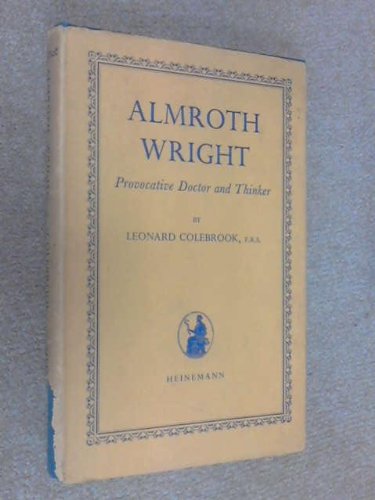 ALMROTH
WRIGHT
Provocative Doctor and Thinker
BY
LEONARD COLEBROOK, F.R.S.
HEINEMANN